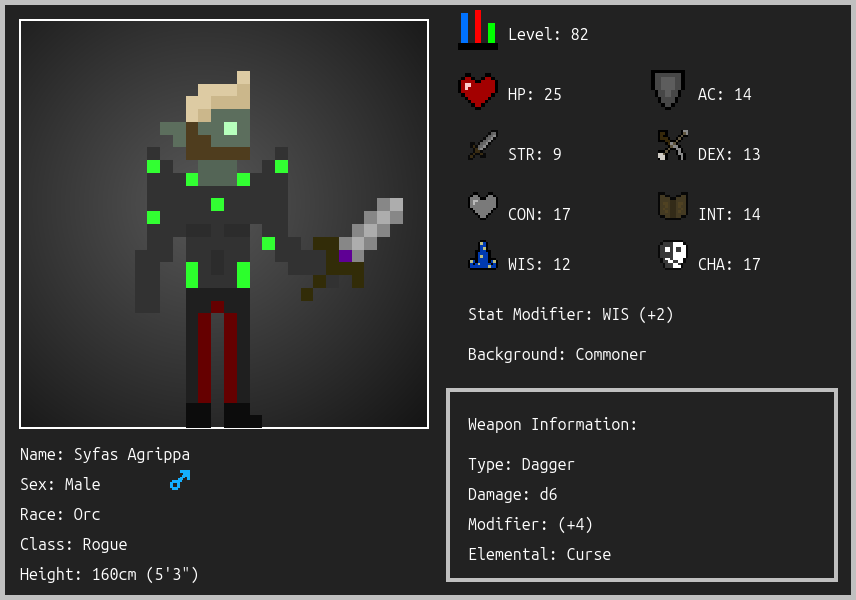 Level: 82
HP: 25
AC: 14
STR: 9
DEX: 13
CON: 17
INT: 14
WIS: 12
CHA: 17
Stat Modifier: WIS (+2)
Background: Commoner
Weapon Information:
Type: Dagger
Damage: d6
Modifier: (+4)
Elemental: Curse
Name: Syfas Agrippa
Sex: Male
Race: Orc
Class: Rogue
Height: 160cm (5'3")